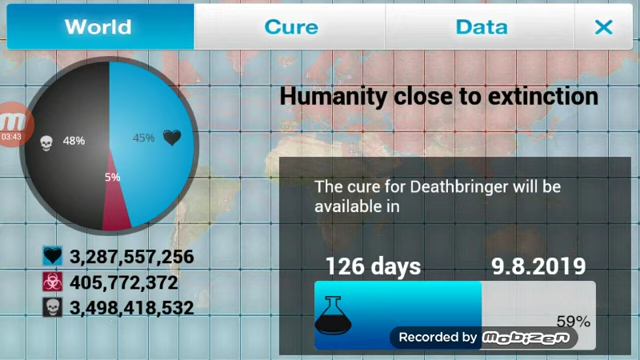 World
Cure
Data
X
Humanity close to extinction
M
03:43
48%
45%
5%
The cure for Deathbringer will be
available in
3,287,557,256
405,772,372
3,498,418,532
126 days
9.8.2019
59%
Recorded by mobizen